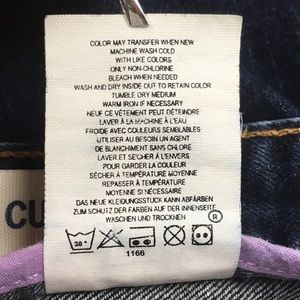 COLOR MAY TRANSFER WHEN NEW
MACHINE WASH COLD
WITH LIKE COLORS
ONLY NON-CHLORINE
BLEACH WHEN NEEDED
WASH AND DRY INSIDE OUT TO RETAIN COLOR
TUMBLE DRY MEDIUM
WARM IRON IF NECESSARY
NEUF CE VÊTEMENT PEUT DÉTEINDRE
LAVER À LA MACHINE À L'EAU
FROIDE AVEC COULEURS SEMBLABLES
UTILISER AU BESOIN UN AGENT
DE BLANCHIMENT SANS CHLORE
LAVER ET SÉCHER À L'ENVERS
POUR GARDER LA COULEUR
SÉCHER À TEMPÉRATURE MOYENNE
REPASSER À TEMPÉRATURE
MOYENNE SI NÉCESSAIRE
DAS NEUE KLEIDUNGSSTÜCK KANN ABFÄRBEN
ZUM SCHUTZ DER FARBE AUF DER INNENSEITE
WASCHEN UND TROCKNEN
R
30°
1166
CU